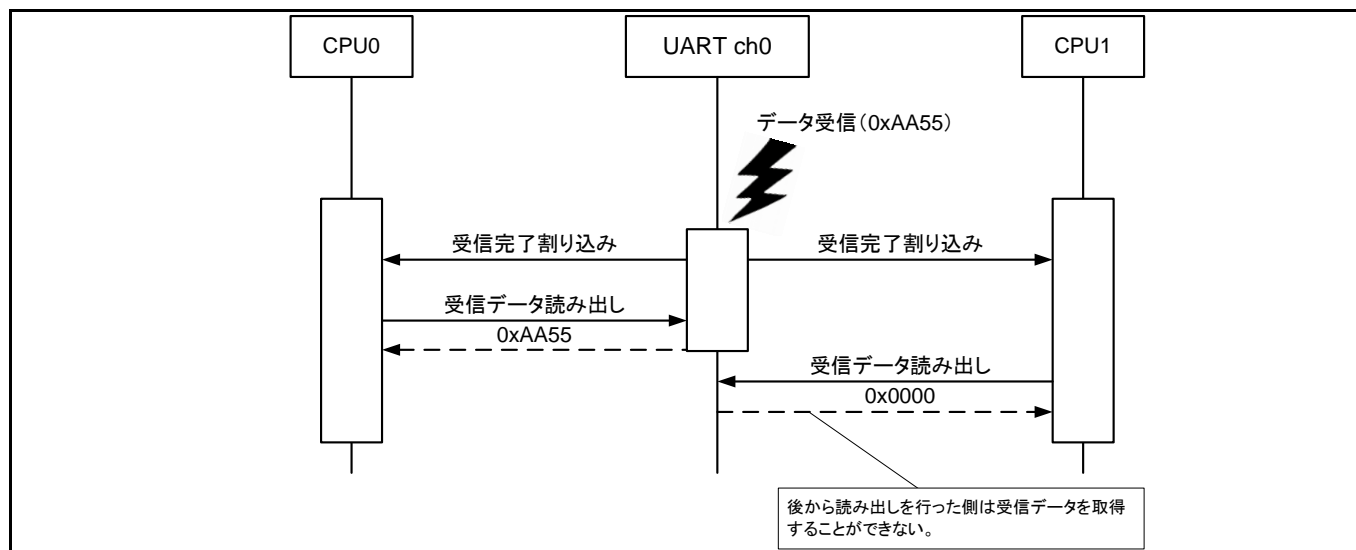 CPU0
UART ch0
CPU1
データ受信(0xAA55)
受信完了割り込み
受信完了割り込み
受信データ読み出し
0xAA55
受信データ読み出し
0x0000
後から読み出しを行った側は受信データを取得
することができない。